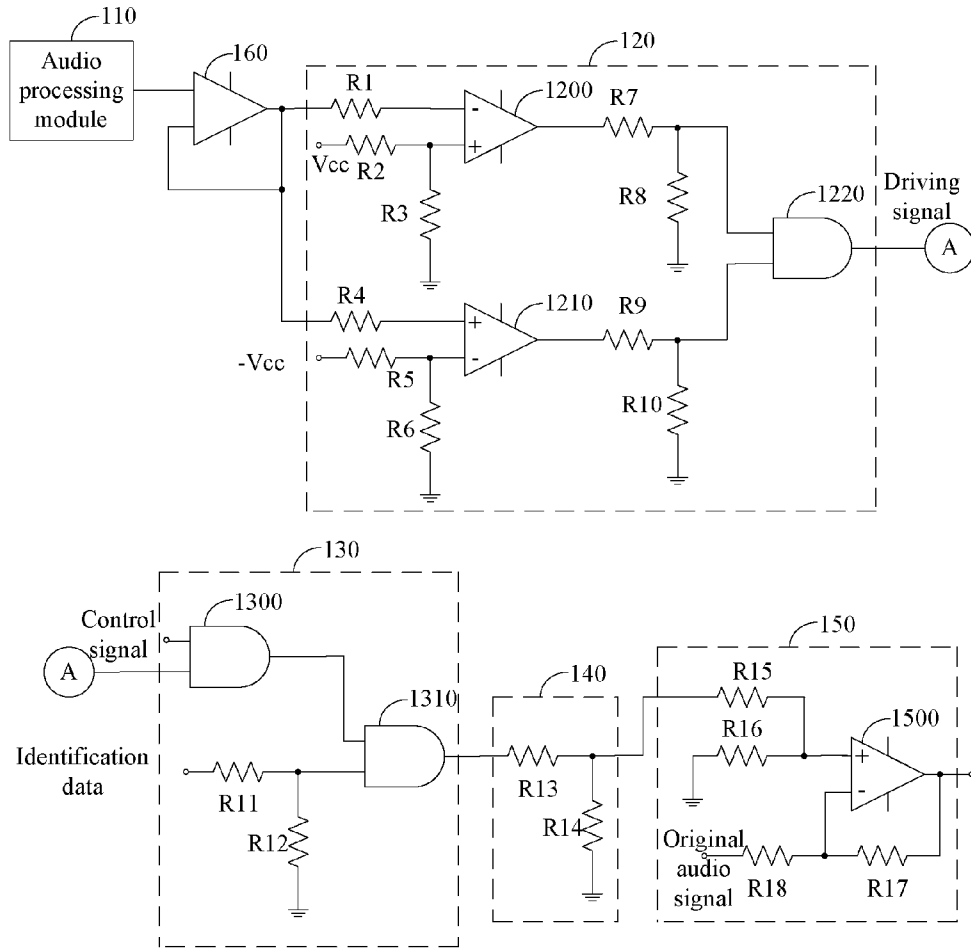 110
Audio
processing
module
160
120
R1
1200
R7
-
+
Vcc
R2
R3
R8
1220
Driving
signal
A
R4
1210
R9
+
-
-Vcc
R5
R6
R10
130
Control
signal
1300
A
1310
140
150
R15
R16
1500
+
-
Identification
data
R11
R12
R13
R14
Original
audio
signal
R18
R17